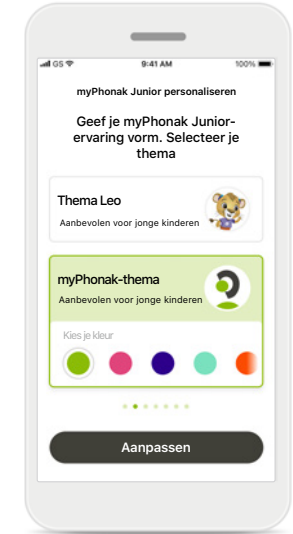 GS 9:41 AM 100%
myPhonak Junior personaliseren
Geef je myPhonak Junior-
ervaring vorm. Selecteer je
thema
Thema Leo
Aanbevolen voor jonge kinderen
myPhonak-thema
Aanbevolen voor jonge kinderen
Kies je kleur
Aanpassen